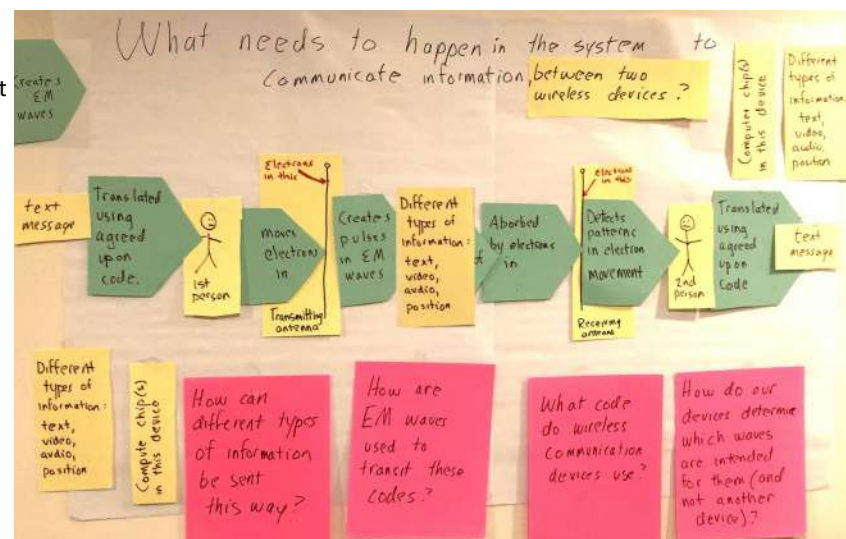 What needs to happen in the system to
communicate information, between two
wireless devices?
Creates
EM
waves
Computer chip(s)
in this device
Different
types of
information:
text,
video,
audio,
position
text
message
Translated
using
agreed
upon
code.
1st
person
moves
electrons
in
Electrons
in this
Transmitting
antenna
Creates
pulses
in EM
waves
Different
types of
information:
text,
video,
audio,
position
Aborbed
by electrons
in
electrons
in this
Receiving
antenna
Detects
patterns
in electron
movement
2nd
person
Translated
using
agreed
upon
code
text
message
Different
types of
information:
text,
video,
audio,
position
Compute chip(s)
in this device
How can
different types
of information
be sent
this way?
How are
EM waves
used to
transit these
codes?
What code
do wireless
communication
devices use?
How do our
devices determine
which waves
are intended
for them (and
not another
device)?